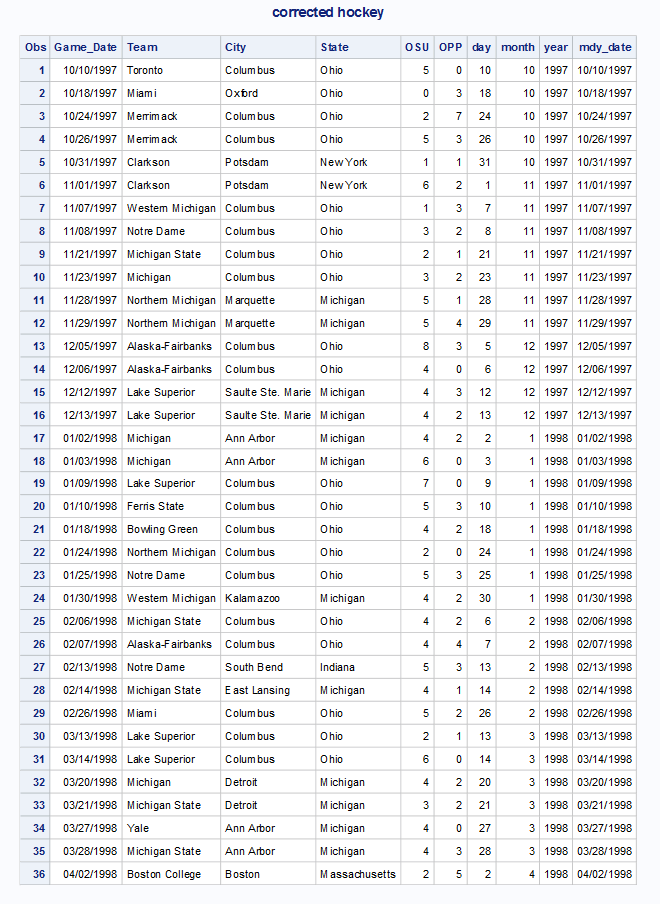 corrected hockey
Obs Game_Date Team City State OSU OPP day month year mdy_date
1 10/10/1997 Toronto Columbus Ohio 5 0 10 10 1997 10/10/1997
2 10/18/1997 Miami Oxford Ohio 0 3 18 10 1997 10/18/1997
3 10/24/1997 Merrimack Columbus Ohio 2 7 24 10 1997 10/24/1997
4 10/26/1997 Merrimack Columbus Ohio 5 3 26 10 1997 10/26/1997
5 10/31/1997 Clarkson Potsdam New York 1 1 31 10 1997 10/31/1997
6 11/01/1997 Clarkson Potsdam New York 6 2 1 11 1997 11/01/1997
7 11/07/1997 Western Michigan Columbus Ohio 1 3 7 11 1997 11/07/1997
8 11/08/1997 Notre Dame Columbus Ohio 3 2 8 11 1997 11/08/1997
9 11/21/1997 Michigan State Columbus Ohio 2 1 21 11 1997 11/21/1997
10 11/23/1997 Michigan Columbus Ohio 3 2 23 11 1997 11/23/1997
11 11/28/1997 Northern Michigan Marquette Michigan 5 1 28 11 1997 11/28/1997
12 11/29/1997 Northern Michigan Marquette Michigan 5 4 29 11 1997 11/29/1997
13 12/05/1997 Alaska-Fairbanks Columbus Ohio 8 3 5 12 1997 12/05/1997
14 12/06/1997 Alaska-Fairbanks Columbus Ohio 4 0 6 12 1997 12/06/1997
15 12/12/1997 Lake Superior Saulte Ste. Marie Michigan 4 3 12 12 1997 12/12/1997
16 12/13/1997 Lake Superior Saulte Ste. Marie Michigan 4 2 13 12 1997 12/13/1997
17 01/02/1998 Michigan Ann Arbor Michigan 4 2 2 1 1998 01/02/1998
18 01/03/1998 Michigan Ann Arbor Michigan 6 0 3 1 1998 01/03/1998
19 01/09/1998 Lake Superior Columbus Ohio 7 0 9 1 1998 01/09/1998
20 01/10/1998 Ferris State Columbus Ohio 5 3 10 1 1998 01/10/1998
21 01/18/1998 Bowling Green Columbus Ohio 4 2 18 1 1998 01/18/1998
22 01/24/1998 Northern Michigan Columbus Ohio 2 0 24 1 1998 01/24/1998
23 01/25/1998 Notre Dame Columbus Ohio 5 3 25 1 1998 01/25/1998
24 01/30/1998 Western Michigan Kalamazoo Michigan 4 2 30 1 1998 01/30/1998
25 02/06/1998 Michigan State Columbus Ohio 4 2 6 2 1998 02/06/1998
26 02/07/1998 Alaska-Fairbanks Columbus Ohio 4 4 7 2 1998 02/07/1998
27 02/13/1998 Notre Dame South Bend Indiana 5 3 13 2 1998 02/13/1998
28 02/14/1998 Michigan State East Lansing Michigan 4 1 14 2 1998 02/14/1998
29 02/26/1998 Miami Columbus Ohio 5 2 26 2 1998 02/26/1998
30 03/13/1998 Lake Superior Columbus Ohio 2 1 13 3 1998 03/13/1998
31 03/14/1998 Lake Superior Columbus Ohio 6 0 14 3 1998 03/14/1998
32 03/20/1998 Michigan Detroit Michigan 4 2 20 3 1998 03/20/1998
33 03/21/1998 Michigan State Detroit Michigan 3 2 21 3 1998 03/21/1998
34 03/27/1998 Yale Ann Arbor Michigan 4 0 27 3 1998 03/27/1998
35 03/28/1998 Michigan State Ann Arbor Michigan 4 3 28 3 1998 03/28/1998
36 04/02/1998 Boston College Boston Massachusetts 2 5 2 4 1998 04/02/1998